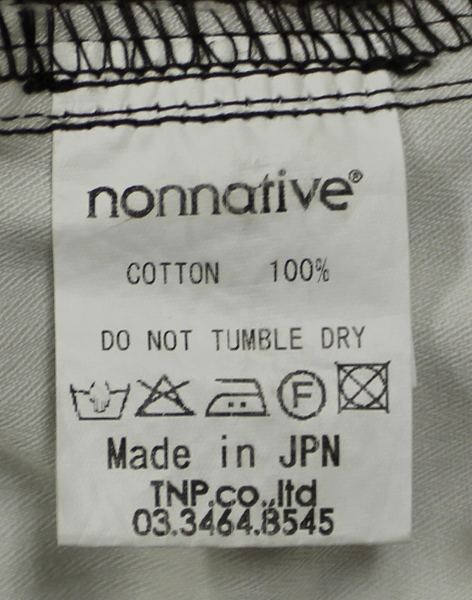 nonnative®
COTTON 100%
DO NOT TUMBLE DRY
F
Made in JPN
TNP.co.,ltd
03.3464.8545